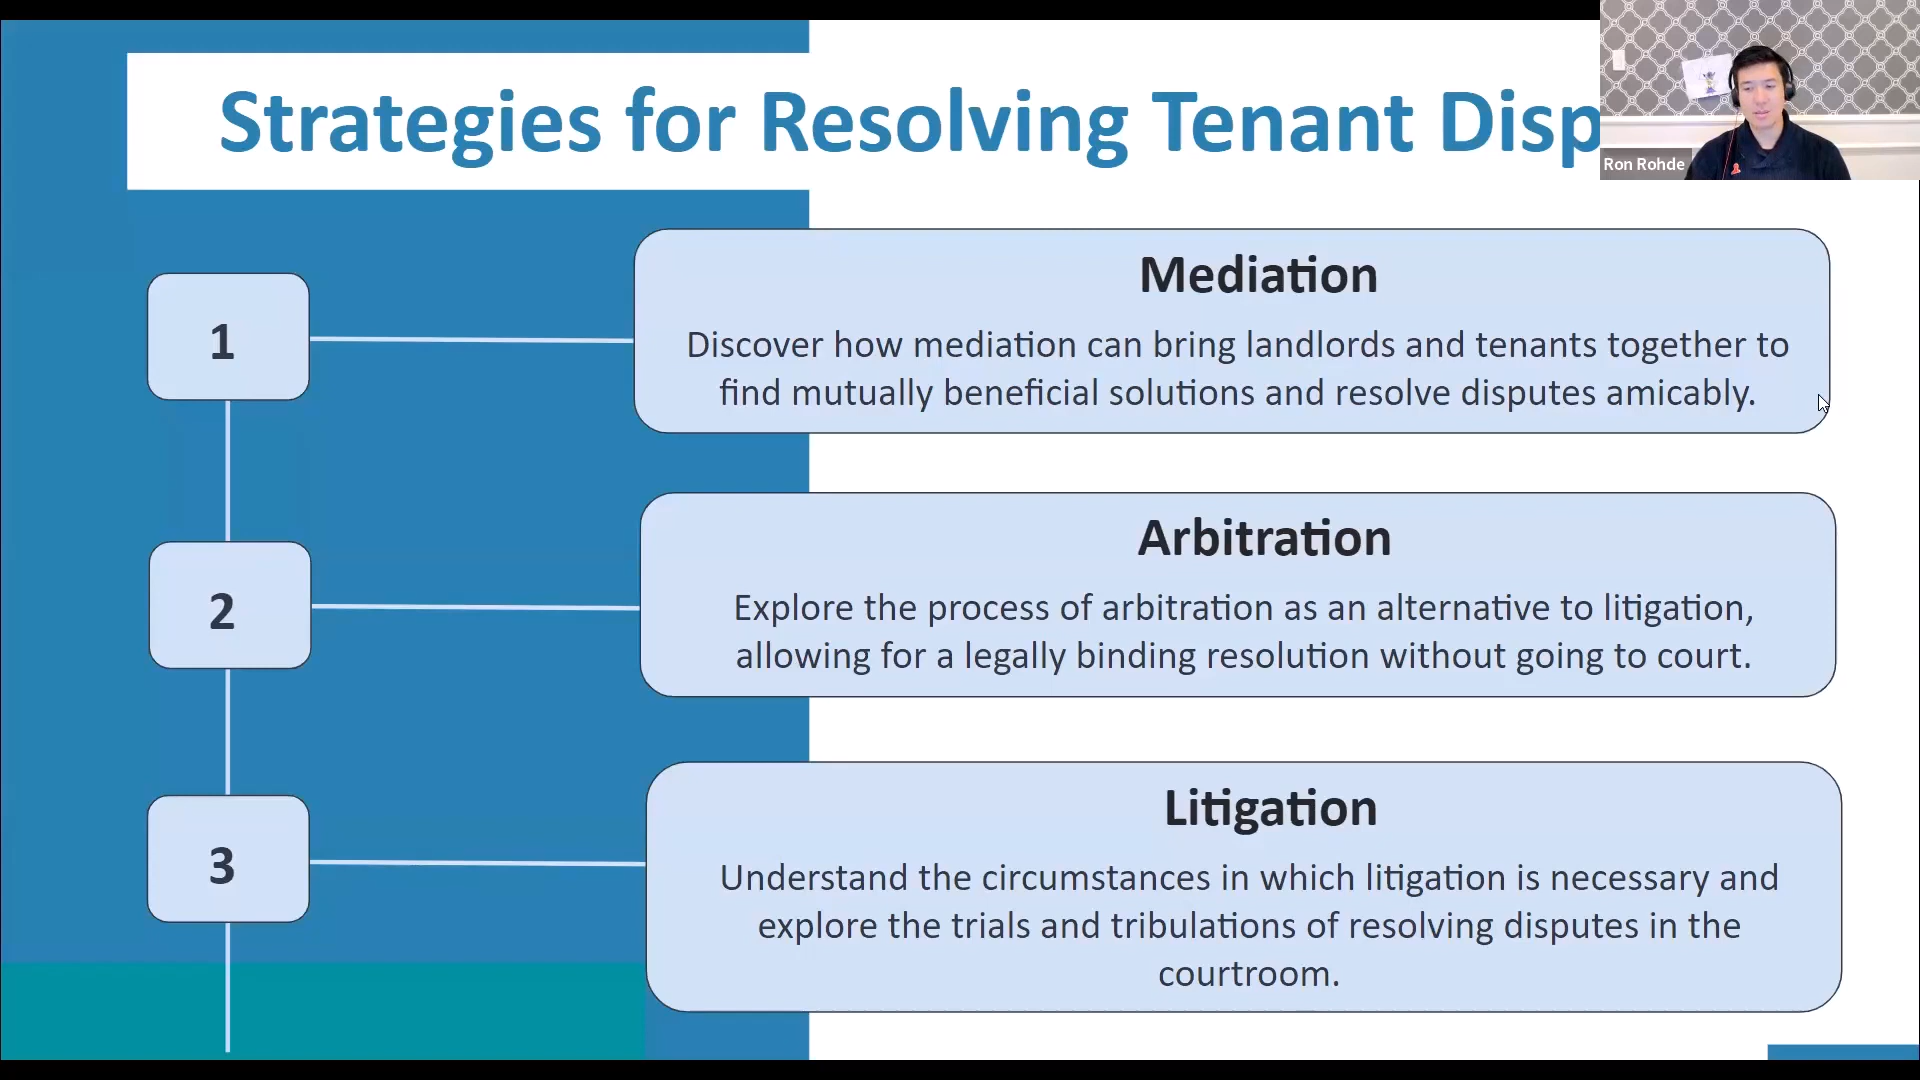 Strategies for Resolving Tenant Disp
Ron Rohde
1
Mediation
Discover how mediation can bring landlords and tenants together to
find mutually beneficial solutions and resolve disputes amicably.
2
Arbitration
Explore the process of arbitration as an alternative to litigation,
allowing for a legally binding resolution without going to court.
3
Litigation
Understand the circumstances in which litigation is necessary and
explore the trials and tribulations of resolving disputes in the
courtroom.